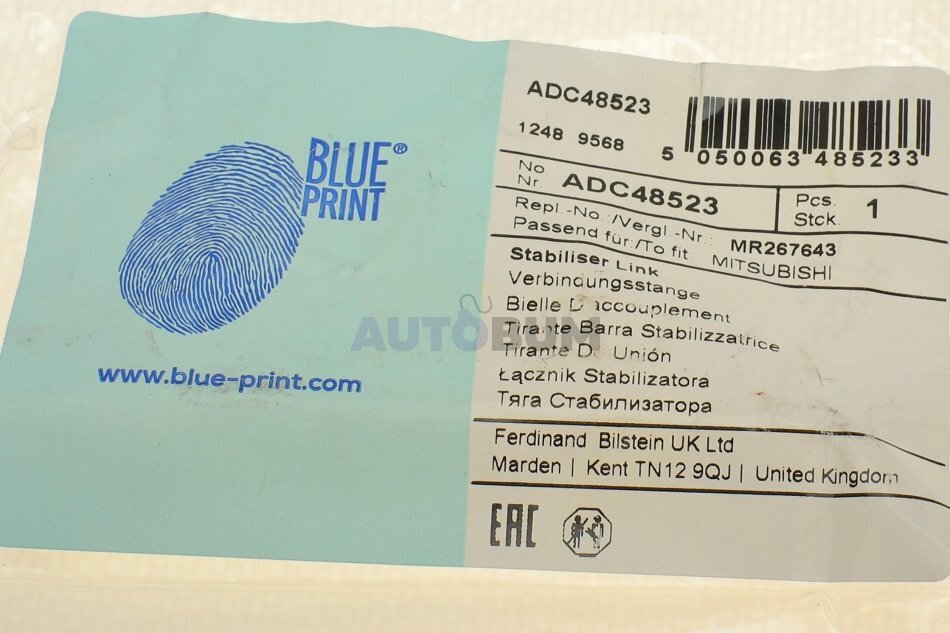 BLUE®
PRINT
www.blue-print.com
ADC48523
1248 9568
5 050063 485233
No.
Nr. ADC48523
Pcs.
Stck. 1
Repl.-No.:/Vergl.-Nr.: MR267643
Passend für:/To fit: MITSUBISHI
Stabiliser Link
Verbindungsstange
Bielle D'accouplement
Tirante Barra Stabilizzatrice
Tirante De Unión
Łącznik Stabilizatora
Тяга Стабилизатора
Ferdinand Bilstein UK Ltd
Marden | Kent TN12 9QJ | United Kingdom
EAC
AUTOBUM